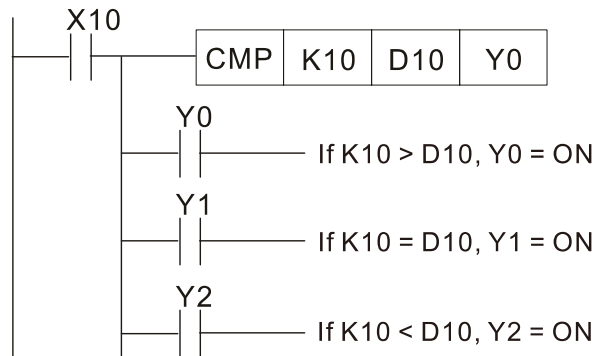 X10
CMP K10 D10 Y0
Y0
If K10 > D10, Y0 = ON
Y1
If K10 = D10, Y1 = ON
Y2
If K10 < D10, Y2 = ON